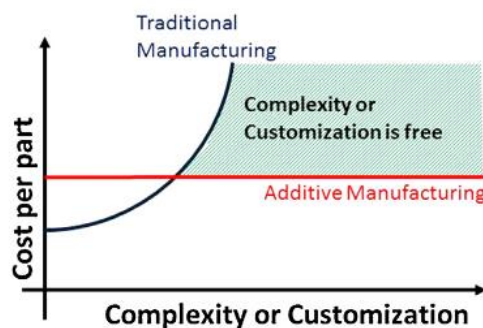 Traditional
Manufacturing
Complexity or
Customization is free
Additive Manufacturing
Cost per part
Complexity or Customization